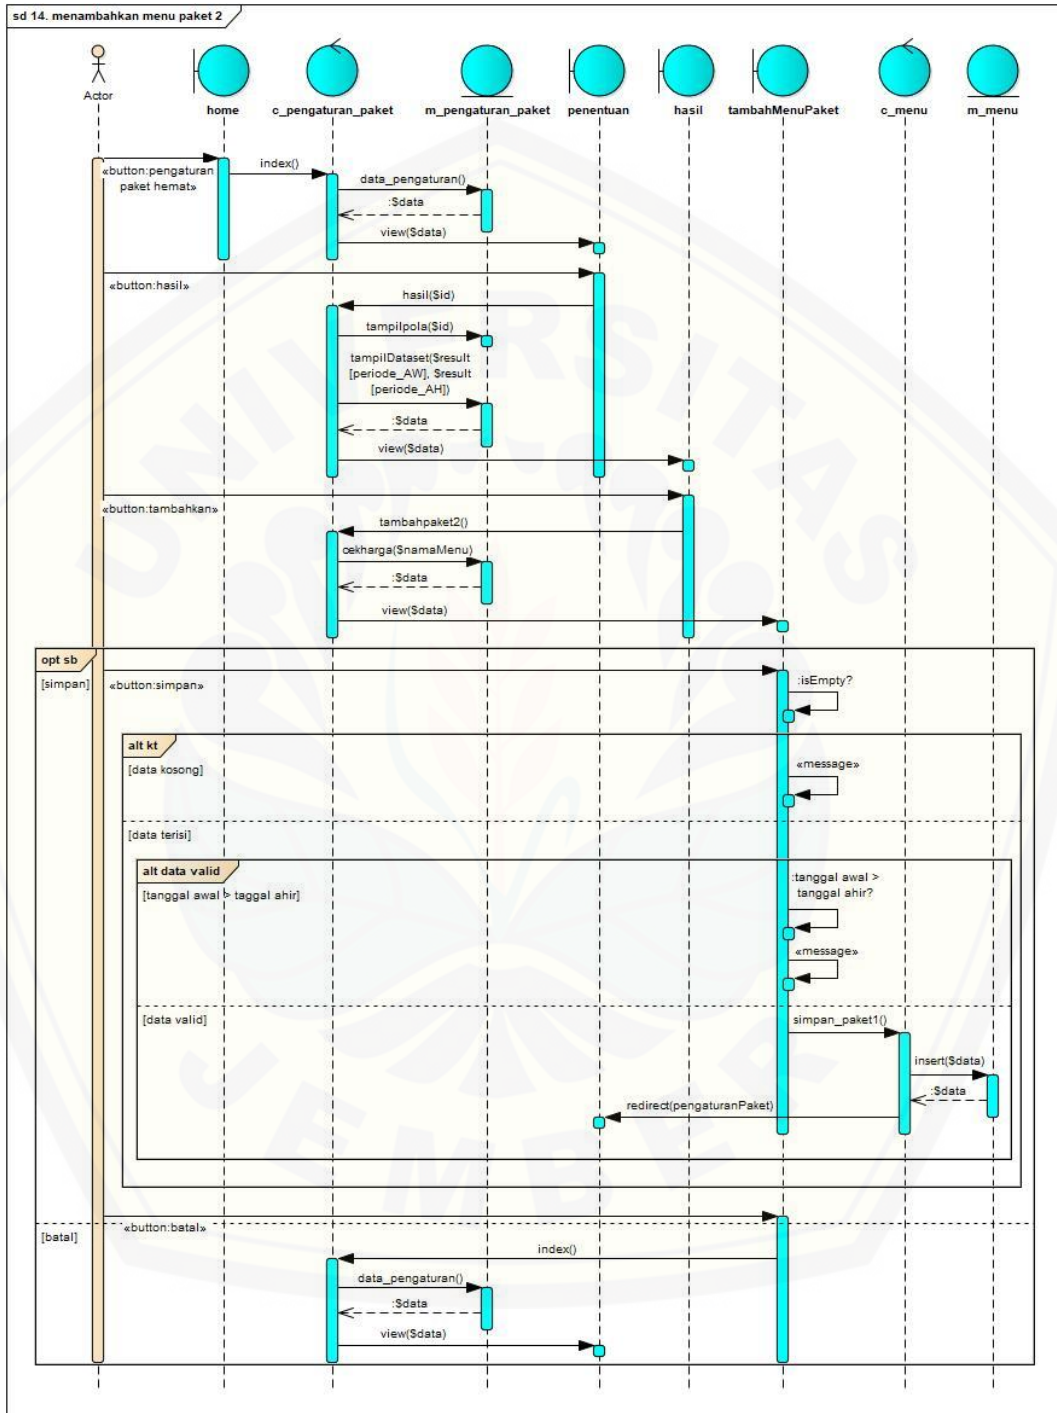 sd 14. menambahkan menu paket 2
Actor
home
c_pengaturan_paket
m_pengaturan_paket
penentuan
hasil
tambahMenuPaket
c_menu
m_menu
«button:pengaturan
paket hemat»
index()
data_pengaturan()
:$data
view($data)
«button:hasil»
hasil($id)
tampilpola($id)
tampilDataset($result
[periode_AW], $result
[periode_AH])
:$data
view($data)
«button:tambahkan»
tambahpaket2()
cekharga($namaMenu)
:$data
view($data)
opt sb
[simpan]
«button:simpan»
:isEmpty?
alt kt
[data kosong]
«message»
[data terisi]
alt data valid
[tanggal awal > taggal ahir]
:tanggal awal >
tanggal ahir?
«message»
[data valid]
simpan_paket1()
insert($data)
:$data
redirect(pengaturanPaket)
«button:batal»
[batal]
index()
data_pengaturan()
:$data
view($data)
UNIVERSITAS
JEMBER